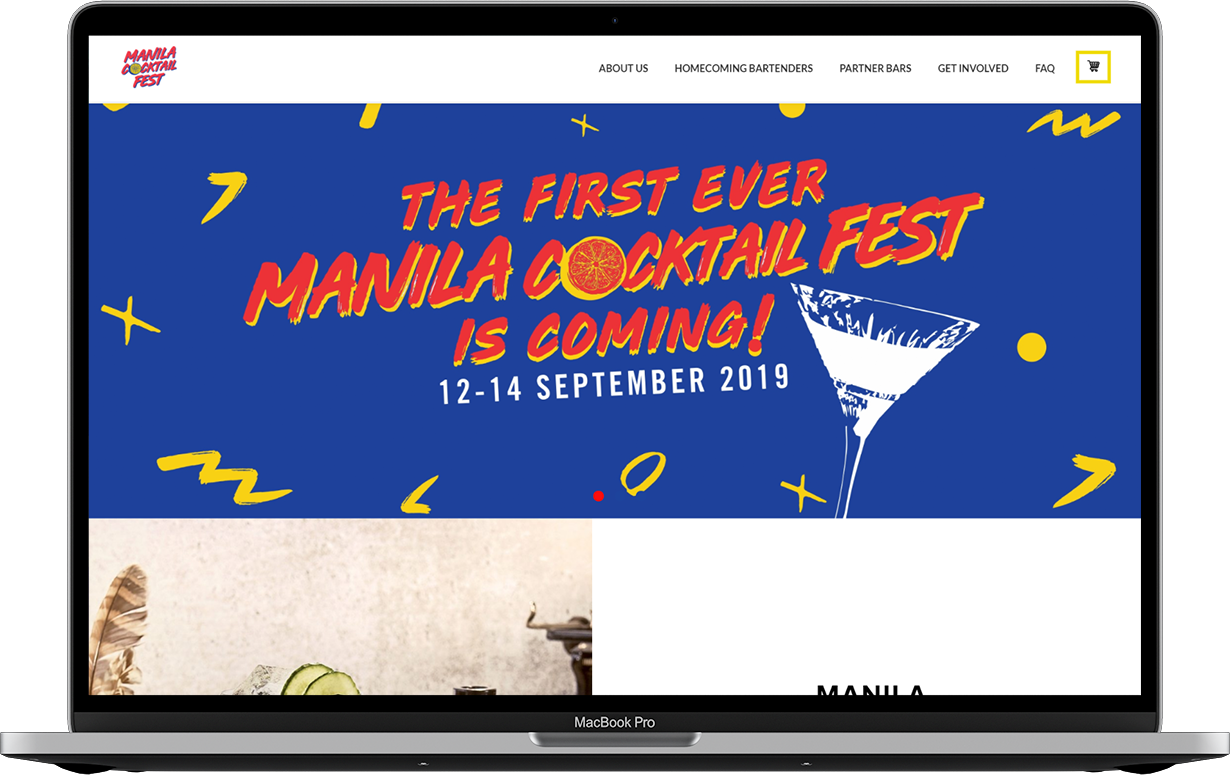 MANILA
COCKTAIL
FEST
ABOUT US HOMECOMING BARTENDERS PARTNER BARS GET INVOLVED FAQ
THE FIRST EVER
MANILA COCKTAIL FEST
IS COMING!
12-14 SEPTEMBER 2019
MANILA
MacBook Pro